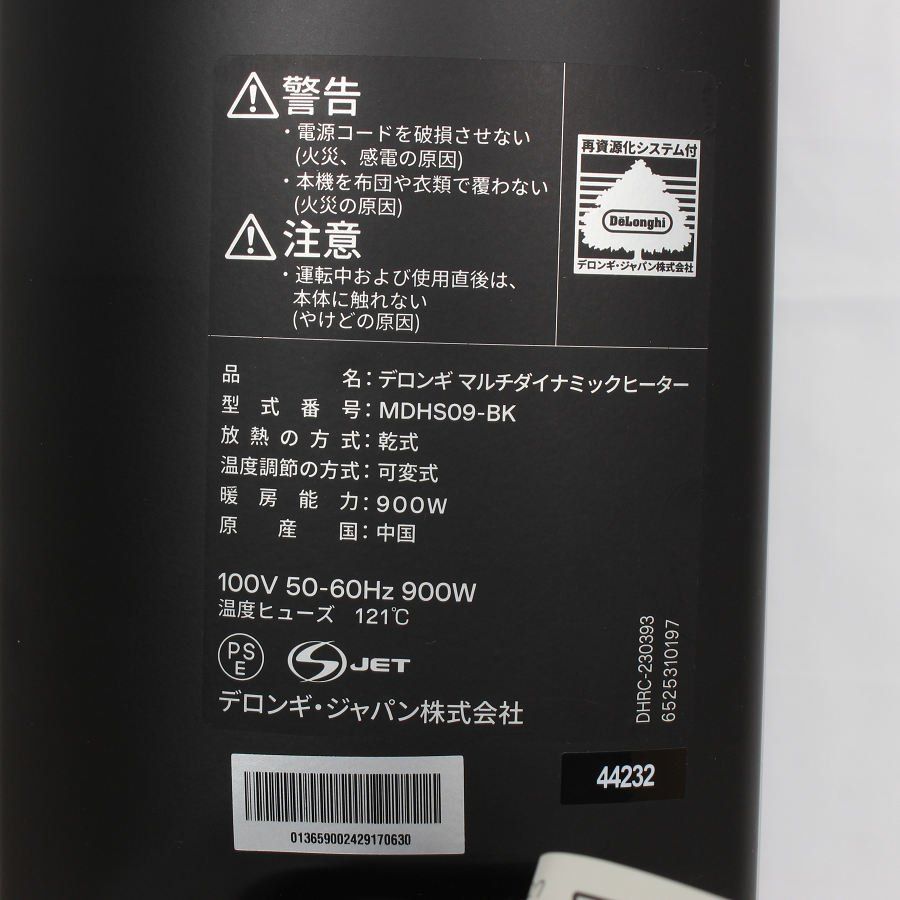 警告
・電源コードを破損させない
(火災、感電の原因)
・本機を布団や衣類で覆わない
(火災の原因)
注意
・運転中および使用直後は、
本体に触れない
(やけどの原因)
再資源化システム付
DeLonghi
デロンギ・ジャパン株式会社
品名：デロンギ マルチダイナミックヒーター
型式番号：MDHS09-BK
放熱の方式：乾式
温度調節の方式：可変式
暖房能力：900W
原産国：中国
100V 50-60Hz 900W
温度ヒューズ 121℃
PS
E
S JET
デロンギ・ジャパン株式会社
DHRC-230393
6525310197
44232
013659002429170630